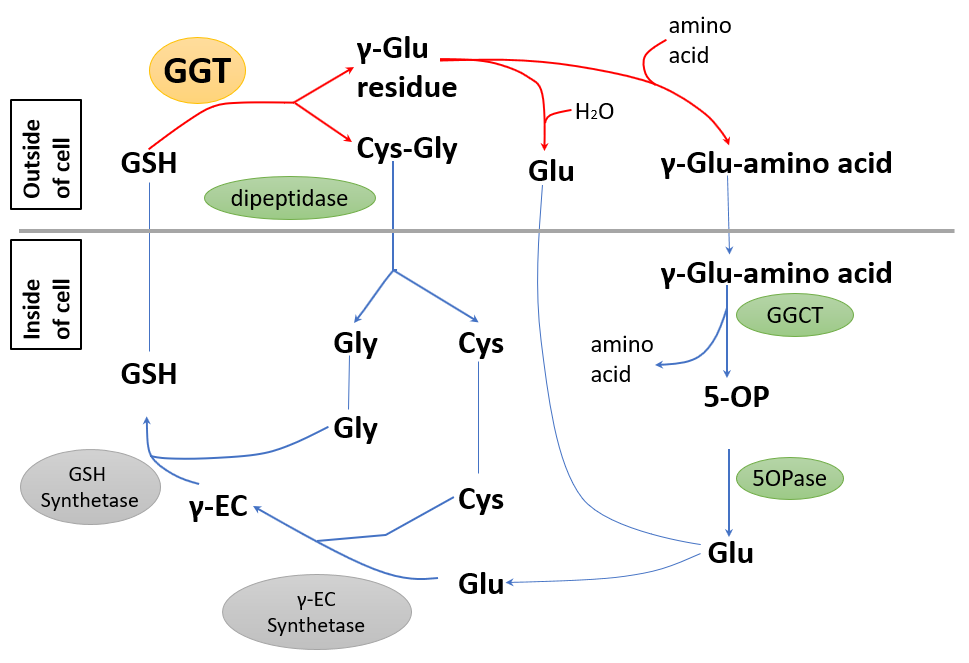 amino
acid
γ-Glu
residue
GGT
H₂O
Outside
of cell
GSH
Cys-Gly
Glu
γ-Glu-amino acid
dipeptidase
Inside
of cell
γ-Glu-amino acid
GGCT
Gly
Cys
amino
acid
GSH
5-OP
Gly
GSH
Synthetase
5OPase
γ-EC
Cys
Glu
Glu
γ-EC
Synthetase